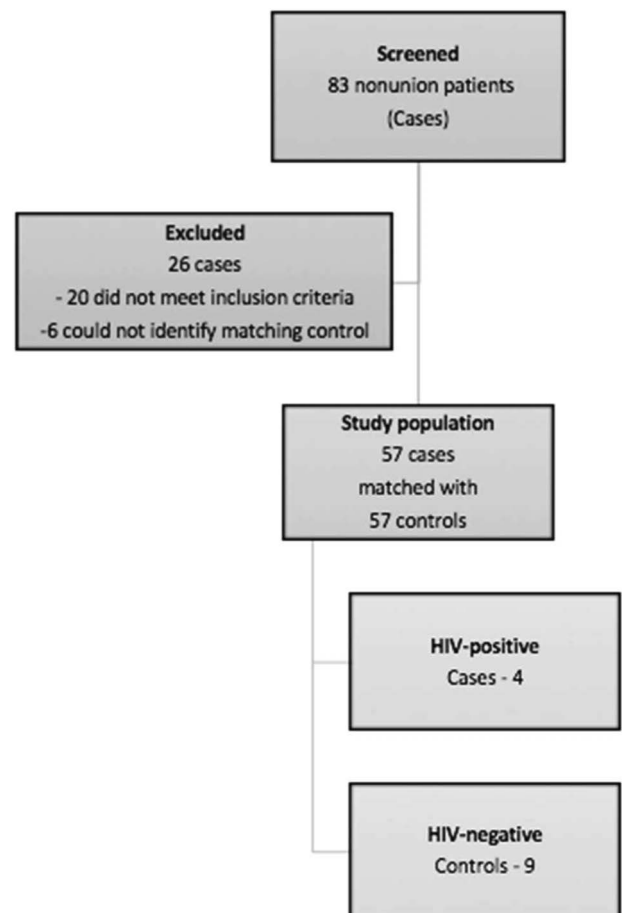 Screened
83 nonunion patients
(Cases)
Excluded
26 cases
- 20 did not meet inclusion criteria
-6 could not identify matching control
Study population
57 cases
matched with
57 controls
HIV-positive
Cases - 4
HIV-negative
Controls - 9